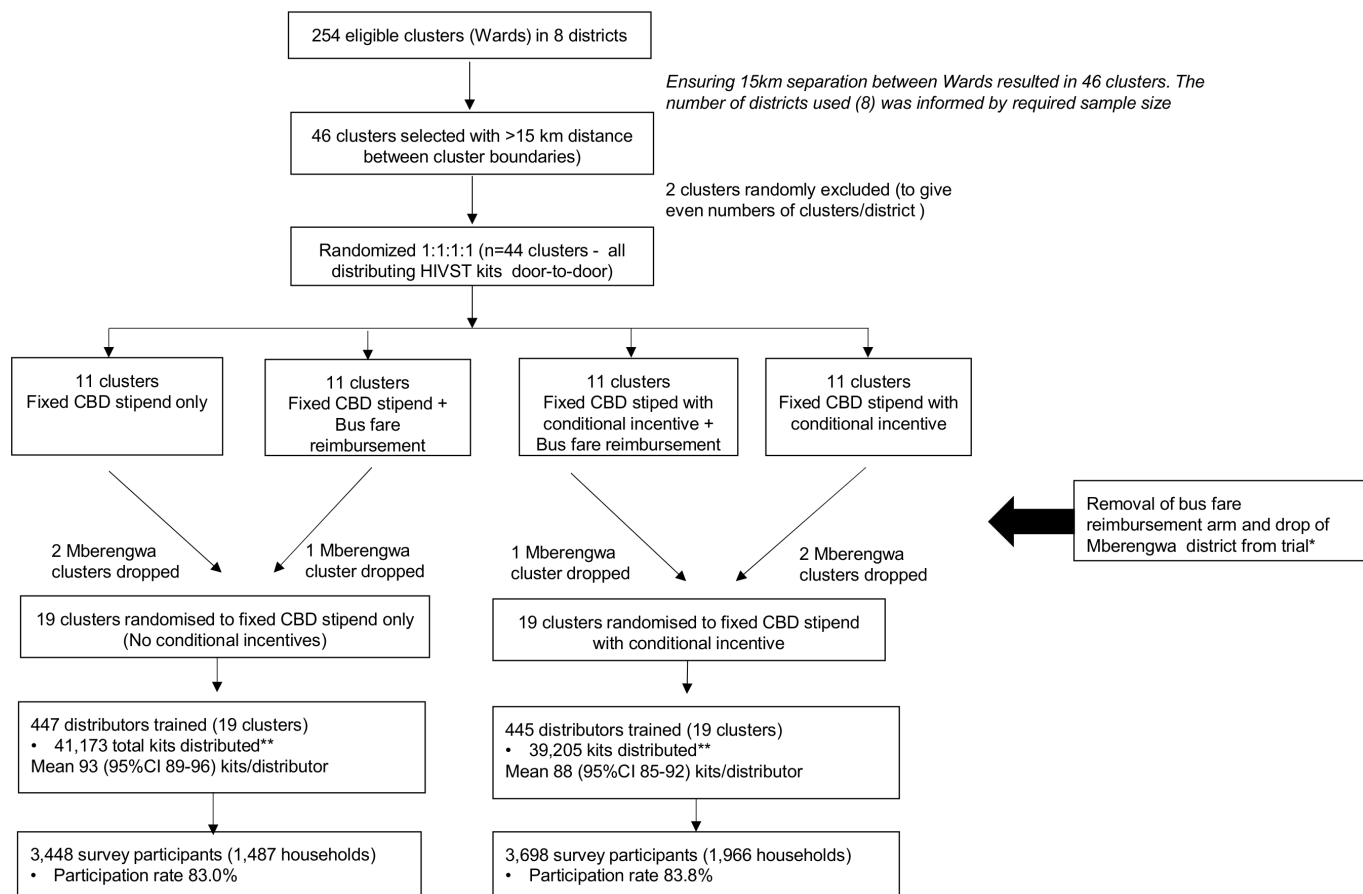 254 eligible clusters (Wards) in 8 districts
Ensuring 15km separation between Wards resulted in 46 clusters. The
number of districts used (8) was informed by required sample size
46 clusters selected with >15 km distance
between cluster boundaries)
2 clusters randomly excluded (to give
even numbers of clusters/district )
Randomized 1:1:1:1 (n=44 clusters - all
distributing HIVST kits door-to-door)
11 clusters
Fixed CBD stipend only
11 clusters
Fixed CBD stipend +
Bus fare
reimbursement
11 clusters
Fixed CBD stiped with
conditional incentive +
Bus fare reimbursement
11 clusters
Fixed CBD stipend with
conditional incentive
Removal of bus fare
reimbursement arm and drop of
Mberengwa district from trial*
2 Mberengwa
clusters dropped
1 Mberengwa
cluster dropped
1 Mberengwa
cluster dropped
2 Mberengwa
clusters dropped
19 clusters randomised to fixed CBD stipend only
(No conditional incentives)
19 clusters randomised to fixed CBD stipend
with conditional incentive
447 distributors trained (19 clusters)
• 41,173 total kits distributed**
Mean 93 (95%CI 89-96) kits/distributor
445 distributors trained (19 clusters)
• 39,205 kits distributed**
Mean 88 (95%CI 85-92) kits/distributor
3,448 survey participants (1,487 households)
• Participation rate 83.0%
3,698 survey participants (1,966 households)
• Participation rate 83.8%